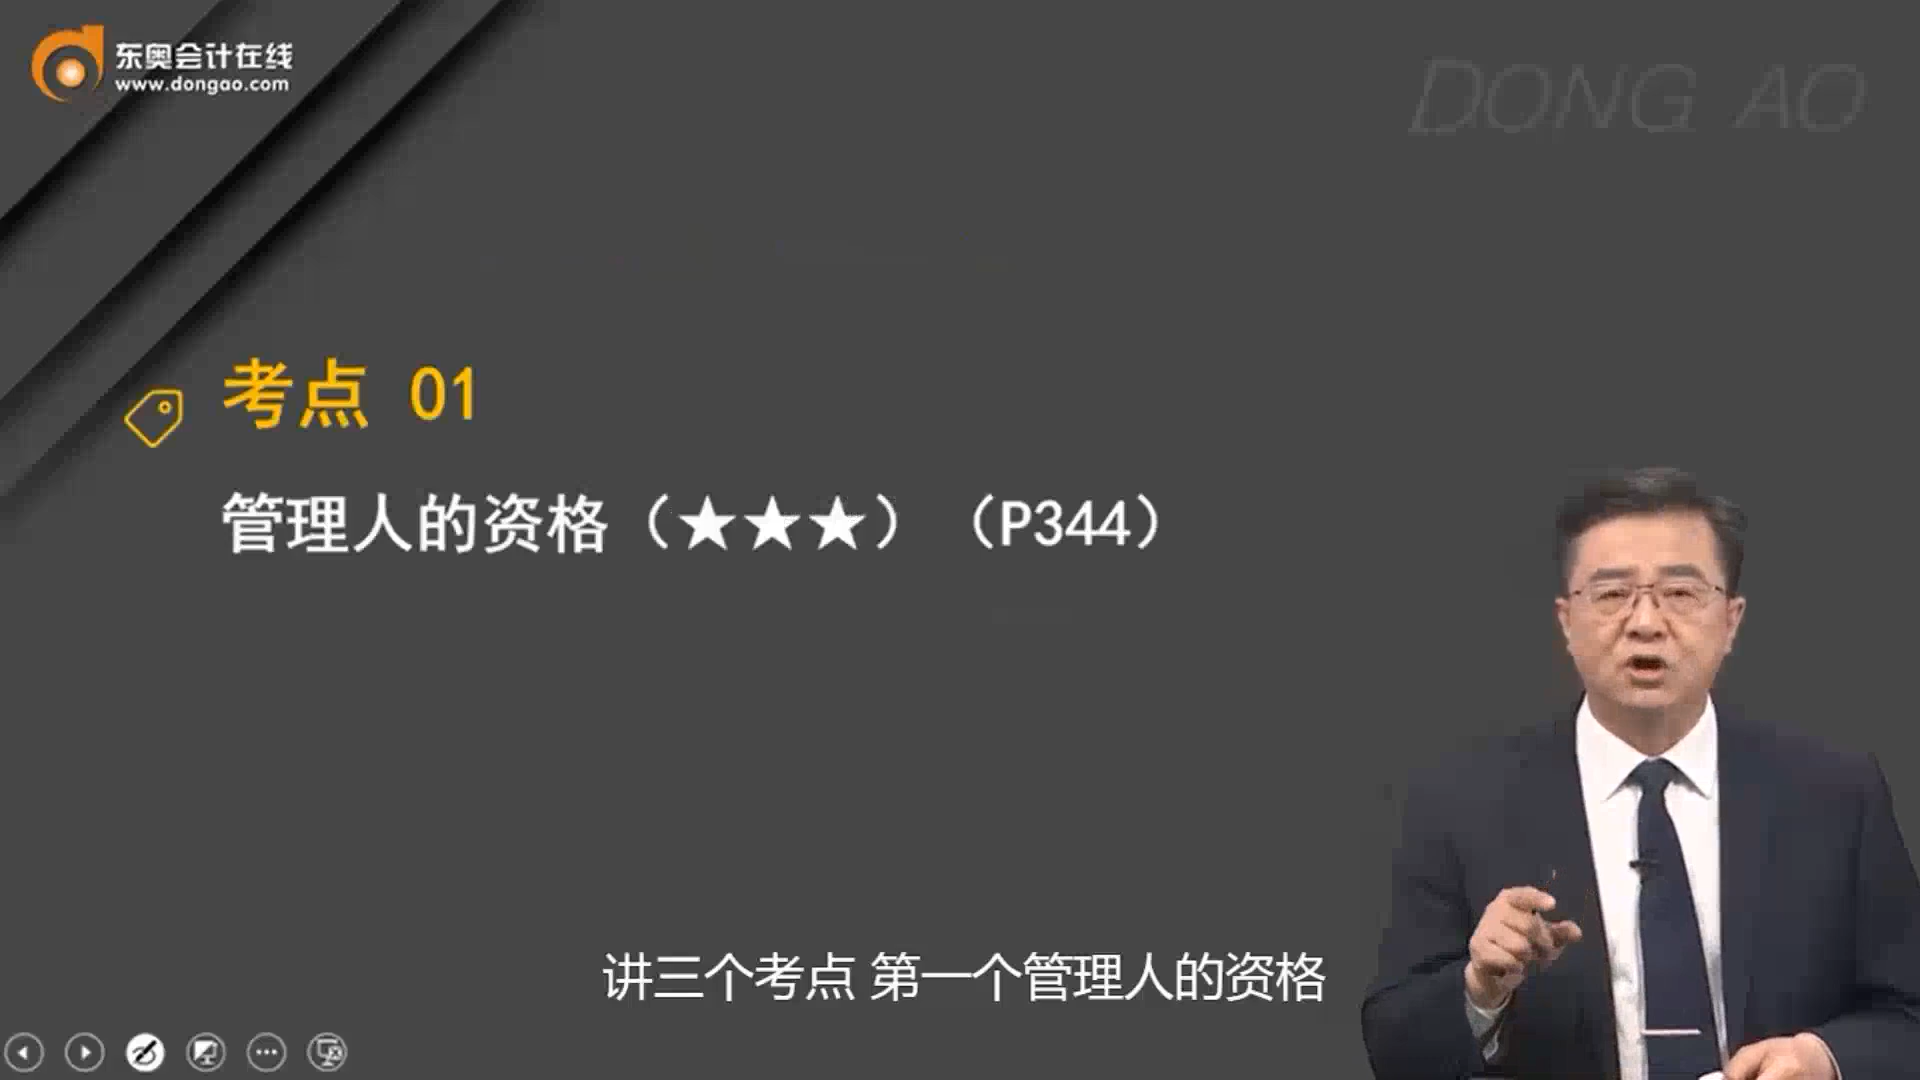 东奥会计在线
www.dongao.com
DONG AO
考点 01
管理人的资格（★★★）（P344）
讲三个考点 第一个管理人的资格